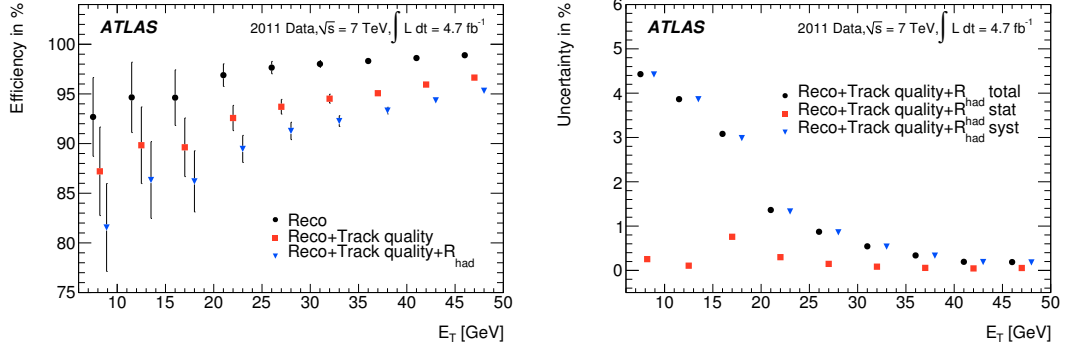 Efficiency in %
ATLAS
2011 Data, √s = 7 TeV, ∫ L dt = 4.7 fb⁻¹
100
95
90
85
80
75
Reco
Reco+Track quality
Reco+Track quality+R_had
10 15 20 25 30 35 40 45 50
E_T [GeV]
Uncertainty in %
ATLAS
2011 Data, √s = 7 TeV, ∫ L dt = 4.7 fb⁻¹
6
5
4
3
2
1
0
Reco+Track quality+R_had total
Reco+Track quality+R_had stat
Reco+Track quality+R_had syst
10 15 20 25 30 35 40 45 50
E_T [GeV]